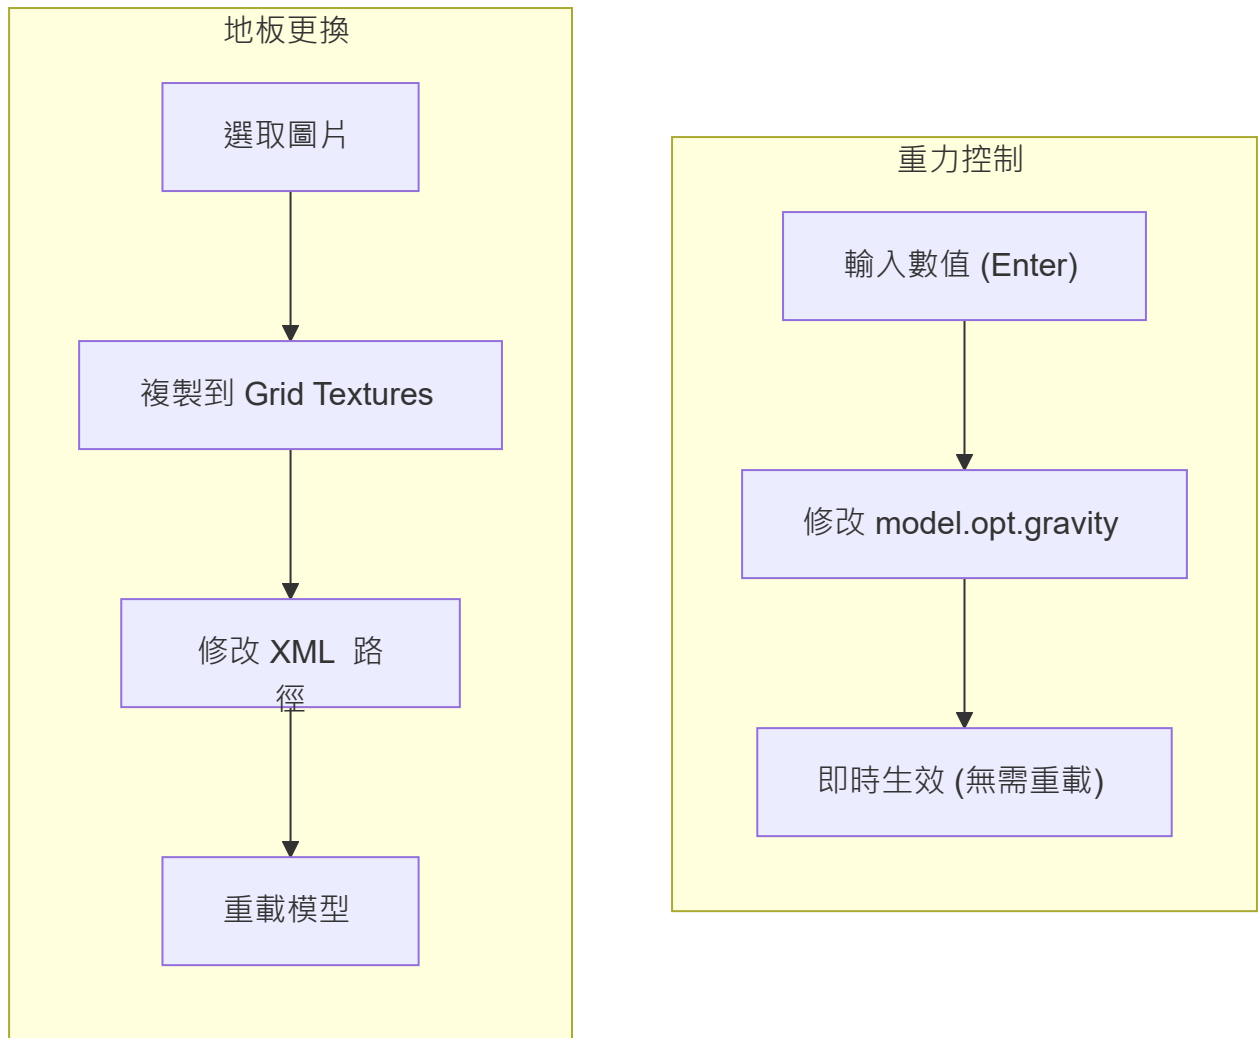 地板更換
選取圖片
複製到 Grid Textures
修改 XML 路
徑
重載模型
重力控制
輸入數值 (Enter)
修改 model.opt.gravity
即時生效 (無需重載)